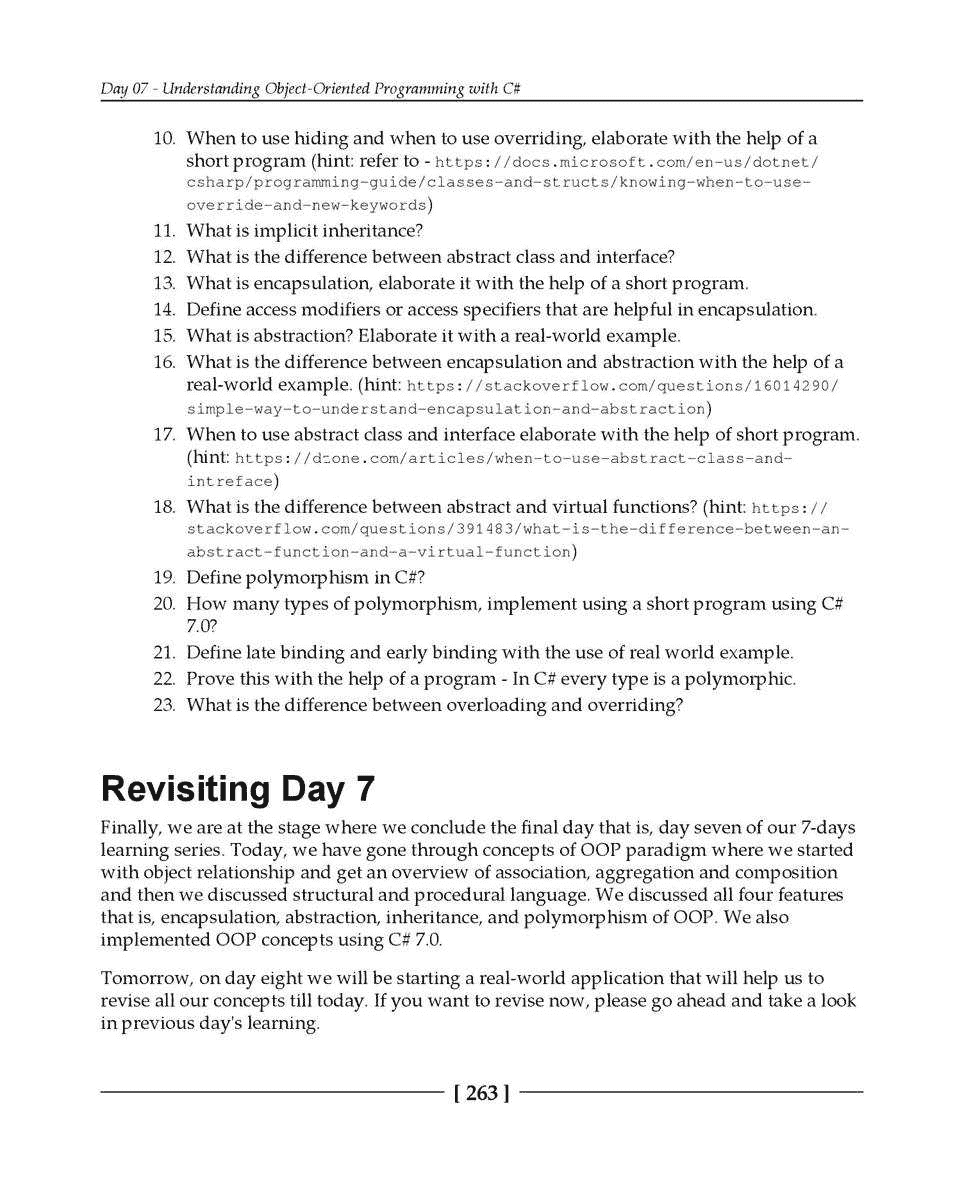 Day 07 - Understanding Object-Oriented Programming with C#
10. When to use hiding and when to use overriding, elaborate with the help of a
short program (hint: refer to - https://docs.microsoft.com/en-us/dotnet/
csharp/programming-guide/classes-and-structs/knowing-when-to-use-
override-and-new-keywords)
11. What is implicit inheritance?
12. What is the difference between abstract class and interface?
13. What is encapsulation, elaborate it with the help of a short program.
14. Define access modifiers or access specifiers that are helpful in encapsulation.
15. What is abstraction? Elaborate it with a real-world example.
16. What is the difference between encapsulation and abstraction with the help of a
real-world example. (hint: https://stackoverflow.com/questions/16014290/
simple-way-to-understand-encapsulation-and-abstraction)
17. When to use abstract class and interface elaborate with the help of short program.
(hint: https://dzone.com/articles/when-to-use-abstract-class-and-
intreface)
18. What is the difference between abstract and virtual functions? (hint: https://
stackoverflow.com/questions/391483/what-is-the-difference-between-an-
abstract-function-and-a-virtual-function)
19. Define polymorphism in C#?
20. How many types of polymorphism, implement using a short program using C#
7.0?
21. Define late binding and early binding with the use of real world example.
22. Prove this with the help of a program - In C# every type is a polymorphic.
23. What is the difference between overloading and overriding?
Revisiting Day 7
Finally, we are at the stage where we conclude the final day that is, day seven of our 7-days
learning series. Today, we have gone through concepts of OOP paradigm where we started
with object relationship and get an overview of association, aggregation and composition
and then we discussed structural and procedural language. We discussed all four features
that is, encapsulation, abstraction, inheritance, and polymorphism of OOP. We also
implemented OOP concepts using C# 7.0.
Tomorrow, on day eight we will be starting a real-world application that will help us to
revise all our concepts till today. If you want to revise now, please go ahead and take a look
in previous day's learning.
[ 263 ]